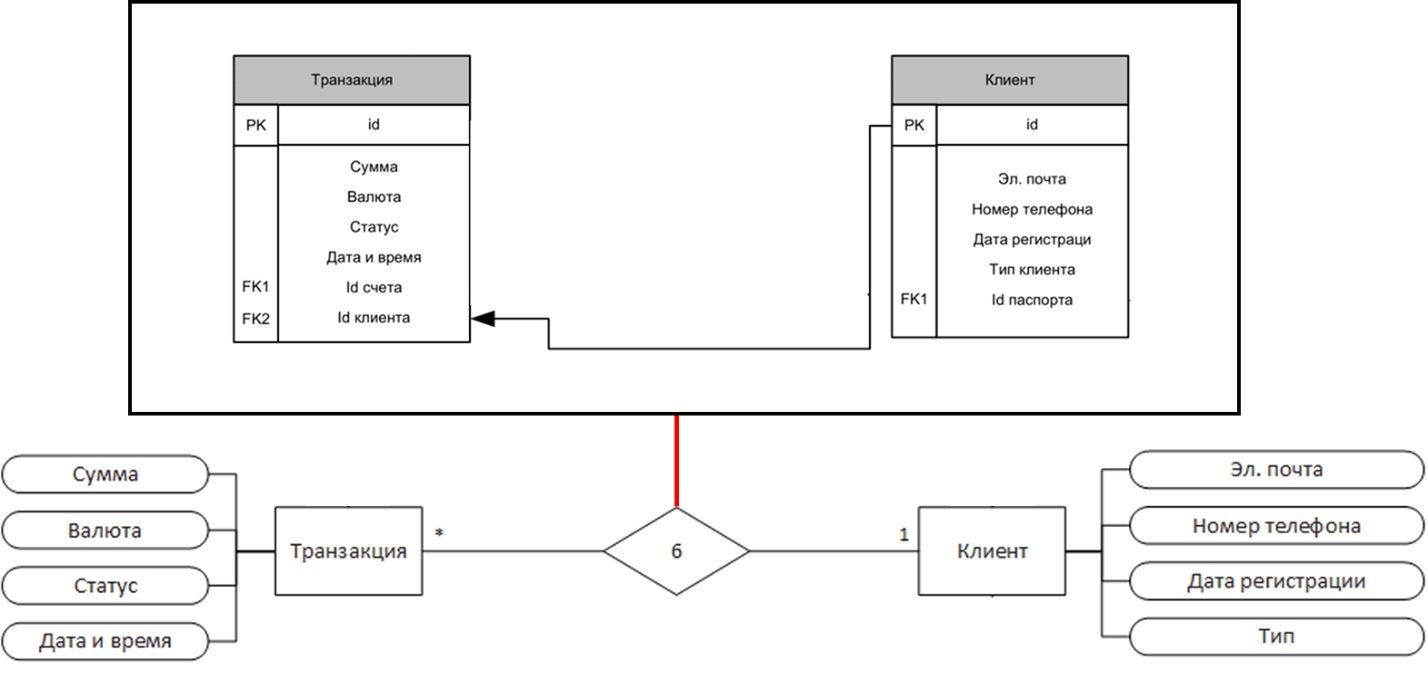 Транзакция
PK id
Сумма
Валюта
Статус
Дата и время
FK1 Id счета
FK2 Id клиента
Клиент
PK id
Эл. почта
Номер телефона
Дата регистраци
Тип клиента
FK1 Id паспорта
Сумма
Валюта
Статус
Дата и время
Транзакция
*
6
1
Клиент
Эл. почта
Номер телефона
Дата регистрации
Тип